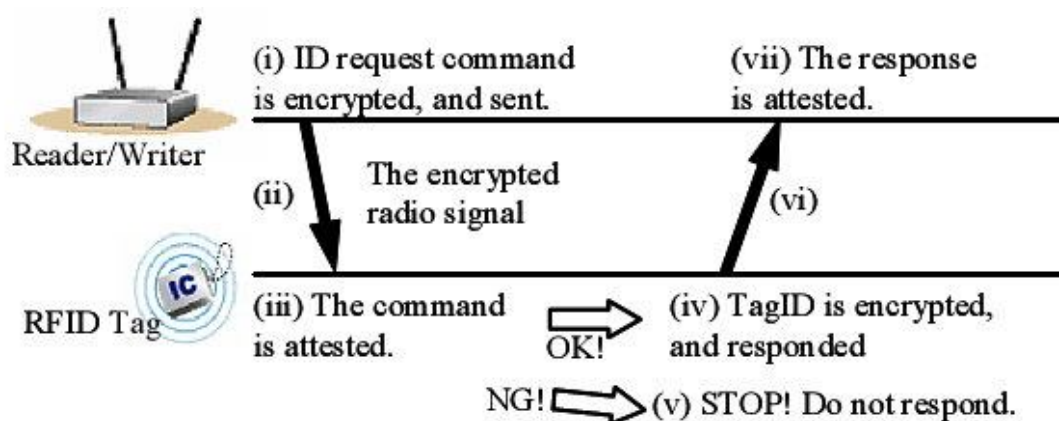 (i) ID request command
is encrypted, and sent.
(vii) The response
is attested.
Reader/Writer
(ii)
The encrypted
radio signal
(vi)
IC
RFID Tag
(iii) The command
is attested.
OK!
(iv) TagID is encrypted,
and responded
NG!
(v) STOP! Do not respond.